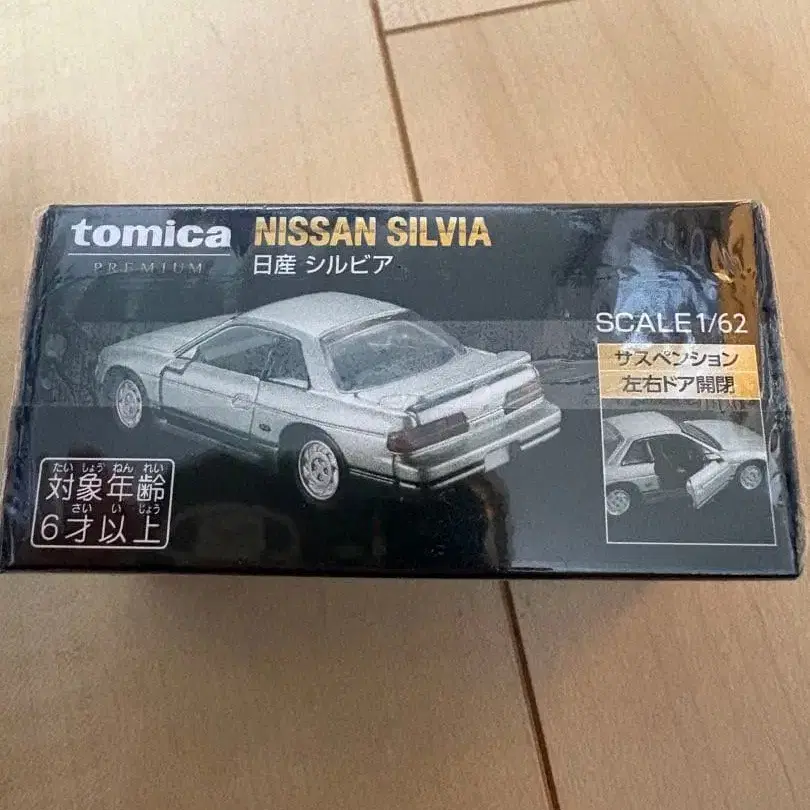 tomica
PREMIUM
NISSAN SILVIA
日産 シルビア
SCALE 1/62
サスペンション
左右ドア開閉
たい しょう ねん れい
対象年齢
さい い じょう
6才以上